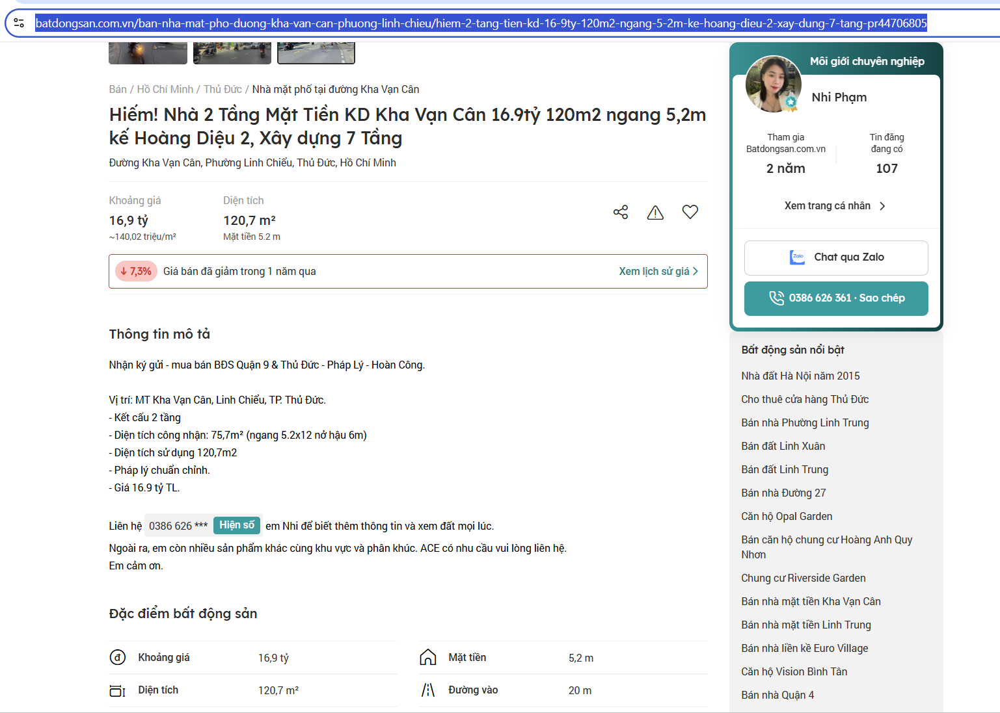 batdongsan.com.vn/ban-nha-mat-pho-duong-kha-van-can-phuong-linh-chieu/hiem-2-tang-tien-kd-16-9ty-120m2-ngang-5-2m-ke-hoang-dieu-2-xay-dung-7-tang-pr44706805
Bán / Hồ Chí Minh / Thủ Đức / Nhà mặt phố tại đường Kha Vạn Cân
Hiếm! Nhà 2 Tầng Mặt Tiền KD Kha Vạn Cân 16.9tỷ 120m2 ngang 5,2m
kế Hoàng Diệu 2, Xây dựng 7 Tầng
Đường Kha Vạn Cân, Phường Linh Chiểu, Thủ Đức, Hồ Chí Minh
Khoảng giá
16,9 tỷ
~140,02 triệu/m²
Diện tích
120,7 m²
Mặt tiền 5.2 m
7,3% Giá bán đã giảm trong 1 năm qua
Xem lịch sử giá
Thông tin mô tả
Nhận ký gửi - mua bán BĐS Quận 9 & Thủ Đức - Pháp Lý - Hoàn Công.
Vị trí: MT Kha Vạn Cân, Linh Chiểu, TP. Thủ Đức.
- Kết cấu 2 tầng
- Diện tích công nhận: 75,7m² (ngang 5.2x12 nở hậu 6m)
- Diện tích sử dụng 120,7m2
- Pháp lý chuẩn chỉnh.
- Giá 16.9 tỷ TL.
Liên hệ 0386 626 *** Hiện số em Nhi để biết thêm thông tin và xem đất mọi lúc.
Ngoài ra, em còn nhiều sản phẩm khác cùng khu vực và phân khúc. ACE có nhu cầu vui lòng liên hệ.
Em cảm ơn.
Đặc điểm bất động sản
Khoảng giá 16,9 tỷ
Mặt tiền 5,2 m
Diện tích 120,7 m²
Đường vào 20 m
Môi giới chuyên nghiệp
Nhi Phạm
Tham gia
Batdongsan.com.vn
2 năm
Tin đăng
đang có
107
Xem trang cá nhân
Zalo Chat qua Zalo
0386 626 361 · Sao chép
Bất động sản nổi bật
Nhà đất Hà Nội năm 2015
Cho thuê cửa hàng Thủ Đức
Bán nhà Phường Linh Trung
Bán đất Linh Xuân
Bán đất Linh Trung
Bán nhà Đường 27
Căn hộ Opal Garden
Bán căn hộ chung cư Hoàng Anh Quy
Nhơn
Chung cư Riverside Garden
Bán nhà mặt tiền Kha Vạn Cân
Bán nhà mặt tiền Linh Trung
Bán nhà liền kề Euro Village
Căn hộ Vision Bình Tân
Bán nhà Quận 4